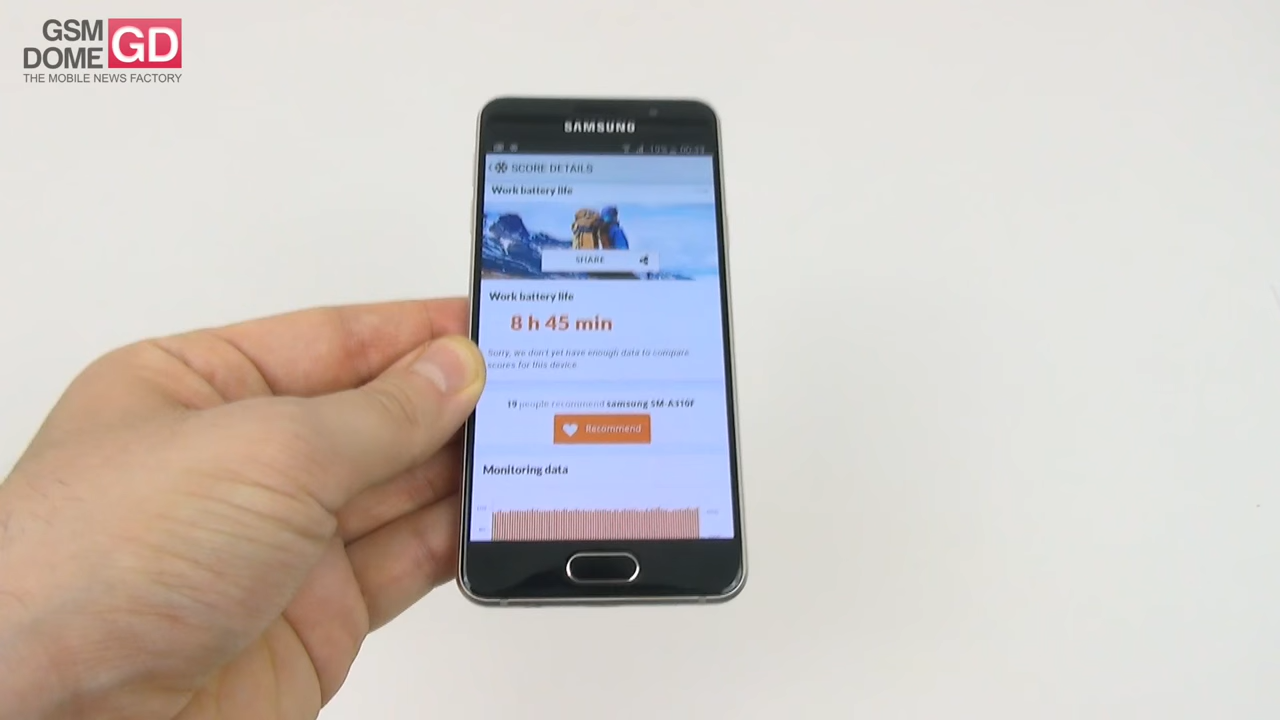 GSM
DOME
GD
THE MOBILE NEWS FACTORY
SAMSUNG
SCORE DETAILS
Work battery life
SHARE
Work battery life
8 h 45 min
Sorry, we don't yet have enough data to compare
scores for this device
19 people recommend samsung SM-A310F
Recommend
Monitoring data